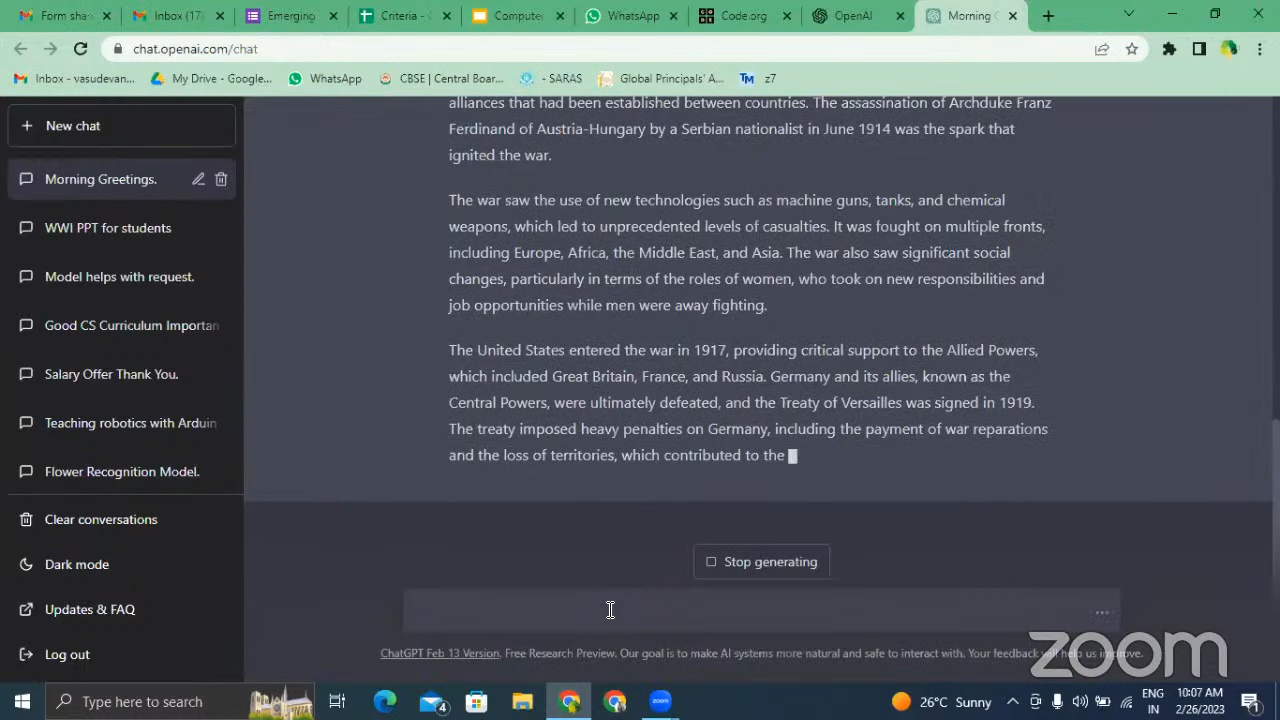 Form sha
Inbox (17)
Emerging
Criteria - G
Computer
WhatsApp
Code.org
OpenAI
Morning G
chat.openai.com/chat
Inbox - vasudevan...
My Drive - Google...
WhatsApp
CBSE | Central Boar...
- SARAS
Global Principals' A...
TM z7
New chat
Morning Greetings.
WWI PPT for students
Model helps with request.
Good CS Curriculum Importan
Salary Offer Thank You.
Teaching robotics with Arduin
Flower Recognition Model.
Clear conversations
Dark mode
Updates & FAQ
Log out
alliances that had been established between countries. The assassination of Archduke Franz
Ferdinand of Austria-Hungary by a Serbian nationalist in June 1914 was the spark that
ignited the war.
The war saw the use of new technologies such as machine guns, tanks, and chemical
weapons, which led to unprecedented levels of casualties. It was fought on multiple fronts,
including Europe, Africa, the Middle East, and Asia. The war also saw significant social
changes, particularly in terms of the roles of women, who took on new responsibilities and
job opportunities while men were away fighting.
The United States entered the war in 1917, providing critical support to the Allied Powers,
which included Great Britain, France, and Russia. Germany and its allies, known as the
Central Powers, were ultimately defeated, and the Treaty of Versailles was signed in 1919.
The treaty imposed heavy penalties on Germany, including the payment of war reparations
and the loss of territories, which contributed to the
Stop generating
ChatGPT Feb 13 Version. Free Research Preview. Our goal is to make AI systems more natural and safe to interact with. Your feedback will help us improve.
zoom
Type here to search
4
zoom
26°C Sunny
ENG
IN
10:07 AM
2/26/2023
1